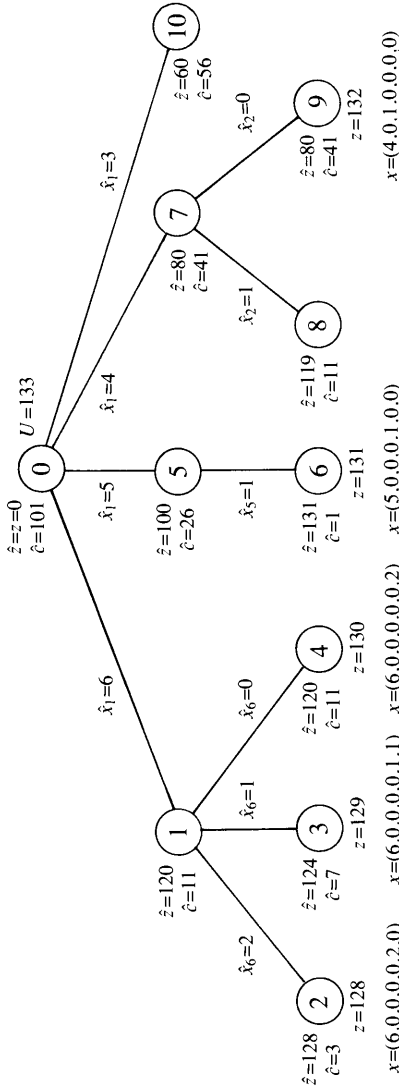 ẑ=z=0
ĉ=101
0
U=133
x̂₁=6
x̂₁=5
x̂₁=4
x̂₁=3
ẑ=120
ĉ=11
1
ẑ=100
ĉ=26
5
ẑ=80
ĉ=41
7
10
ẑ=60
ĉ=56
x̂₆=2
x̂₆=1
x̂₆=0
x̂₅=1
x̂₂=1
x̂₂=0
ẑ=128
ĉ=3
2
z=128
x=(6,0,0,0,0,2,0)
ẑ=124
ĉ=7
3
z=129
x=(6,0,0,0,0,1,1)
ẑ=120
ĉ=11
4
z=130
x=(6,0,0,0,0,0,2)
ẑ=131
ĉ=1
6
z=131
x=(5,0,0,0,1,0,0)
ẑ=119
ĉ=11
8
ẑ=80
ĉ=41
9
z=132
x=(4,0,1,0,0,0,0)